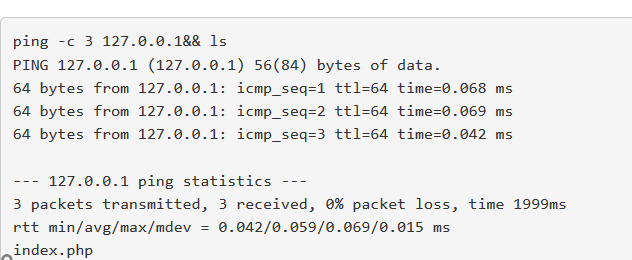 ping -c 3 127.0.0.1&& ls
PING 127.0.0.1 (127.0.0.1) 56(84) bytes of data.
64 bytes from 127.0.0.1: icmp_seq=1 ttl=64 time=0.068 ms
64 bytes from 127.0.0.1: icmp_seq=2 ttl=64 time=0.069 ms
64 bytes from 127.0.0.1: icmp_seq=3 ttl=64 time=0.042 ms
--- 127.0.0.1 ping statistics ---
3 packets transmitted, 3 received, 0% packet loss, time 1999ms
rtt min/avg/max/mdev = 0.042/0.059/0.069/0.015 ms
index.php